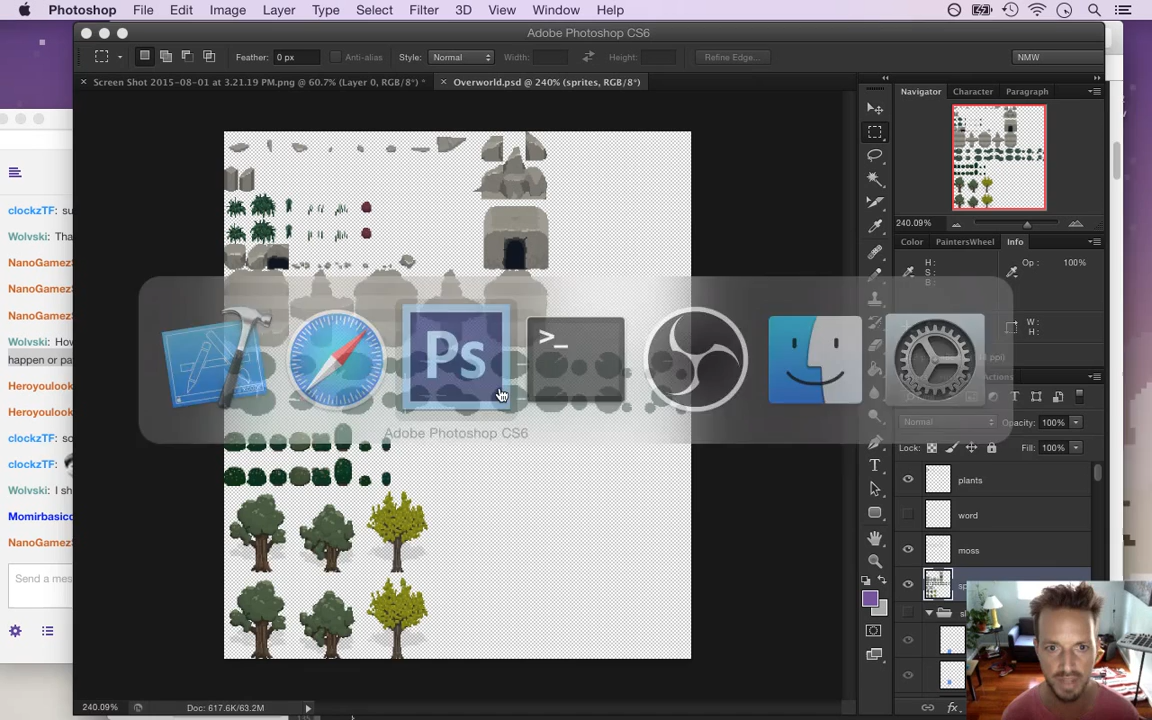 Photoshop File Edit Image Layer Type Select Filter 3D View Window Help
Adobe Photoshop CS6
Feather: 0 px Anti-alias Style: Normal Width: Height: Refine Edge... NMW
Screen Shot 2015-08-01 at 3.21.19 PM.png @ 60.7% (Layer 0, RGB/8*) *
Overworld.psd @ 240% (sprites, RGB/8*)
Navigator Character Paragraph
240.09%
Color PaintersWheel Info
H: Op: 100%
S:
B:
W:
H:
Normal Opacity: 100%
Lock: Fill: 100%
plants
word
moss
clockzTF: su
Wolvski: Tha
NanoGamez
NanoGamez
NanoGamez
happen or pa
Heroyoulook
Heroyoulook
clockzTF: so
clockzTF:
Wolvski: I sh
Momirbasic
NanoGamez
Send a mes
Ps
>_
Adobe Photoshop CS6
240.09% Doc: 617.6K/63.2M
T
fx